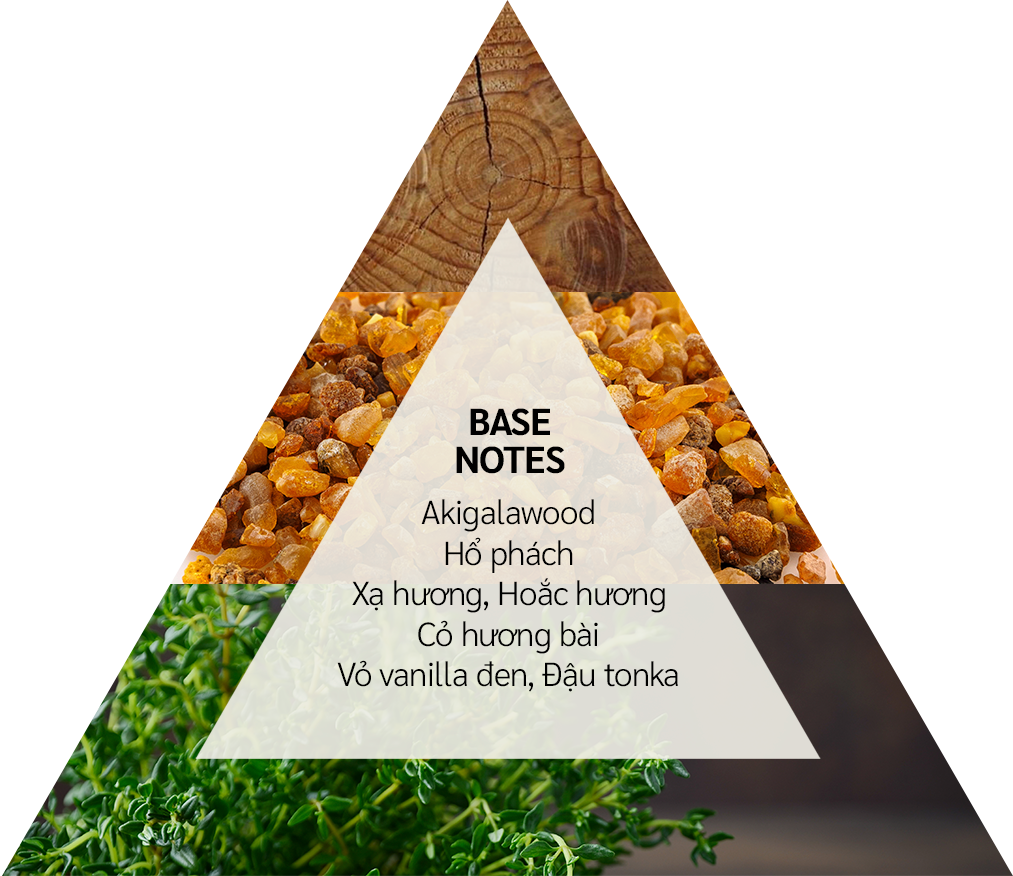 BASE
NOTES
Akigalawood
Hổ phách
Xạ hương, Hoắc hương
Cỏ hương bài
Vỏ vanilla đen, Đậu tonka